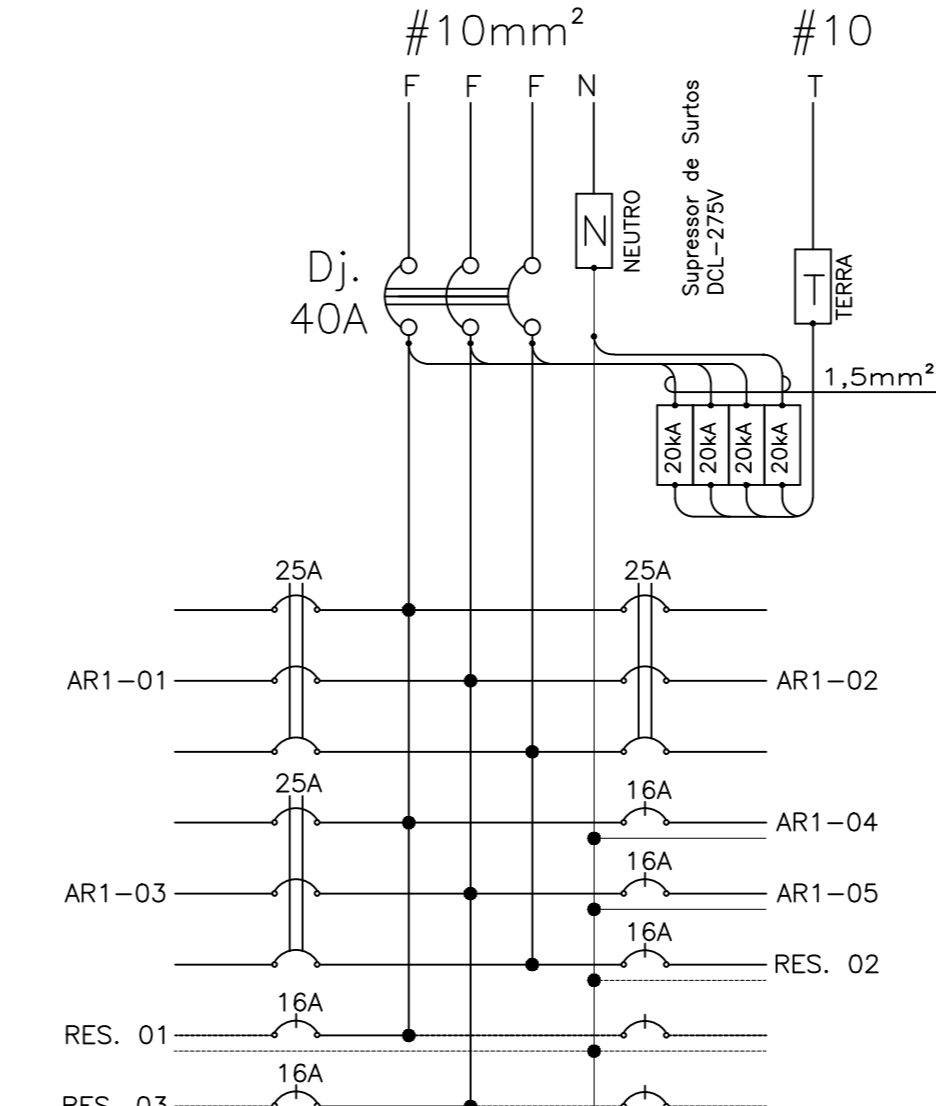 #10mm² #10
F F F N T
Supressor de Surtos
DCL-275V
N
NEUTRO
T
TERRA
Dj.
40A
1,5mm²
20kA 20kA 20kA 20kA
25A 25A
AR1-01 AR1-02
25A 16A
AR1-04
16A
AR1-03 AR1-05
16A
RES. 02
16A
RES. 01
16A
RES. 03